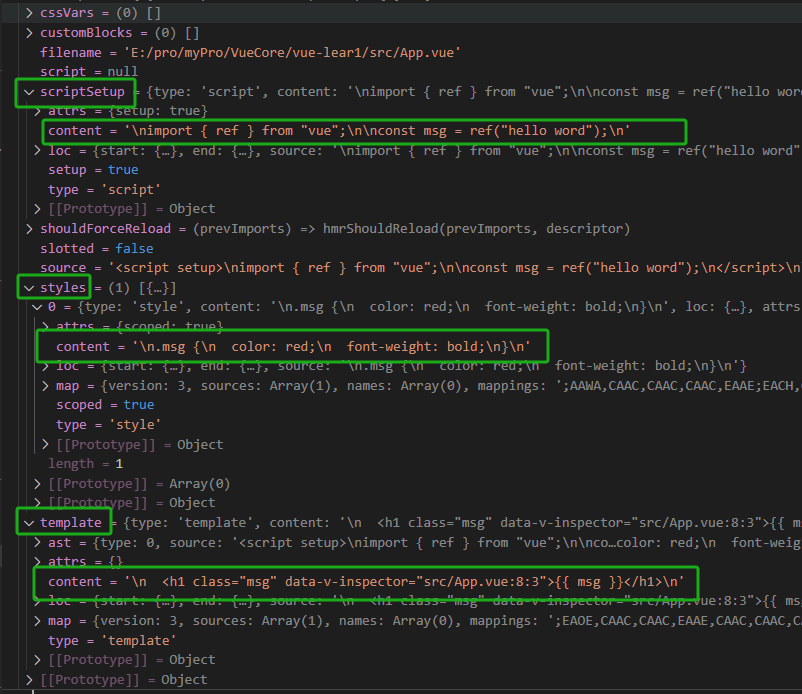 > cssVars = (0) []
> customBlocks = (0) []
filename = 'E:/pro/myPro/VueCore/vue-lear1/src/App.vue'
script = null
scriptSetup = {type: 'script', content: '\nimport { ref } from "vue";\n\nconst msg = ref("hello wor
> attrs = {setup: true}
content = '\nimport { ref } from "vue";\n\nconst msg = ref("hello word");\n'
> loc = {start: {…}, end: {…}, source: '\nimport { ref } from "vue";\n\nconst msg = ref("hello word"
setup = true
type = 'script'
> [[Prototype]] = Object
> shouldForceReload = (prevImports) => hmrShouldReload(prevImports, descriptor)
slotted = false
source = '<script setup>\nimport { ref } from "vue";\n\nconst msg = ref("hello word");\n</script>\n
styles = (1) [{…}]
0 = {type: 'style', content: '\n.msg {\n  color: red;\n  font-weight: bold;\n}\n', loc: {…}, attrs
> attrs = {scoped: true}
content = '\n.msg {\n  color: red;\n  font-weight: bold;\n}\n'
> loc = {start: {…}, end: {…}, source: '\n.msg {\n  color: red;\n  font-weight: bold;\n}\n'}
> map = {version: 3, sources: Array(1), names: Array(0), mappings: ';AAWA,CAAC,CAAC,CAAC,EAAE;EACH,
scoped = true
type = 'style'
> [[Prototype]] = Object
length = 1
> [[Prototype]] = Array(0)
> [[Prototype]] = Object
template = {type: 'template', content: '\n  <h1 class="msg" data-v-inspector="src/App.vue:8:3">{{ ms
> ast = {type: 0, source: '<script setup>\nimport { ref } from "vue";\n\nco…color: red;\n  font-weig
> attrs = {}
content = '\n  <h1 class="msg" data-v-inspector="src/App.vue:8:3">{{ msg }}</h1>\n'
> loc = {start: {…}, end: {…}, source: '\n  <h1 class="msg" data-v-inspector="src/App.vue:8:3">{{ msg
> map = {version: 3, sources: Array(1), names: Array(0), mappings: ';EAOE,CAAC,CAAC,EAAE,CAAC,CAAC,C
type = 'template'
> [[Prototype]] = Object
> [[Prototype]] = Object